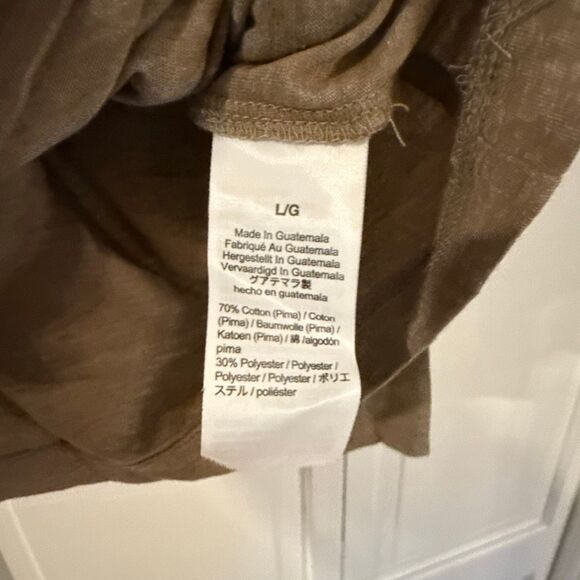 L/G
Made In Guatemala
Fabriqué Au Guatemala
Hergestellt In Guatemala
Vervaardigd In Guatemala
グアテマラ製
hecho en guatemala
70% Cotton (Pima) / Coton
(Pima) / Baumwolle (Pima) /
Katoen (Pima) / 綿 /algodón
pima
30% Polyester / Polyester /
Polyester / Polyester / ポリエ
ステル / poliéster